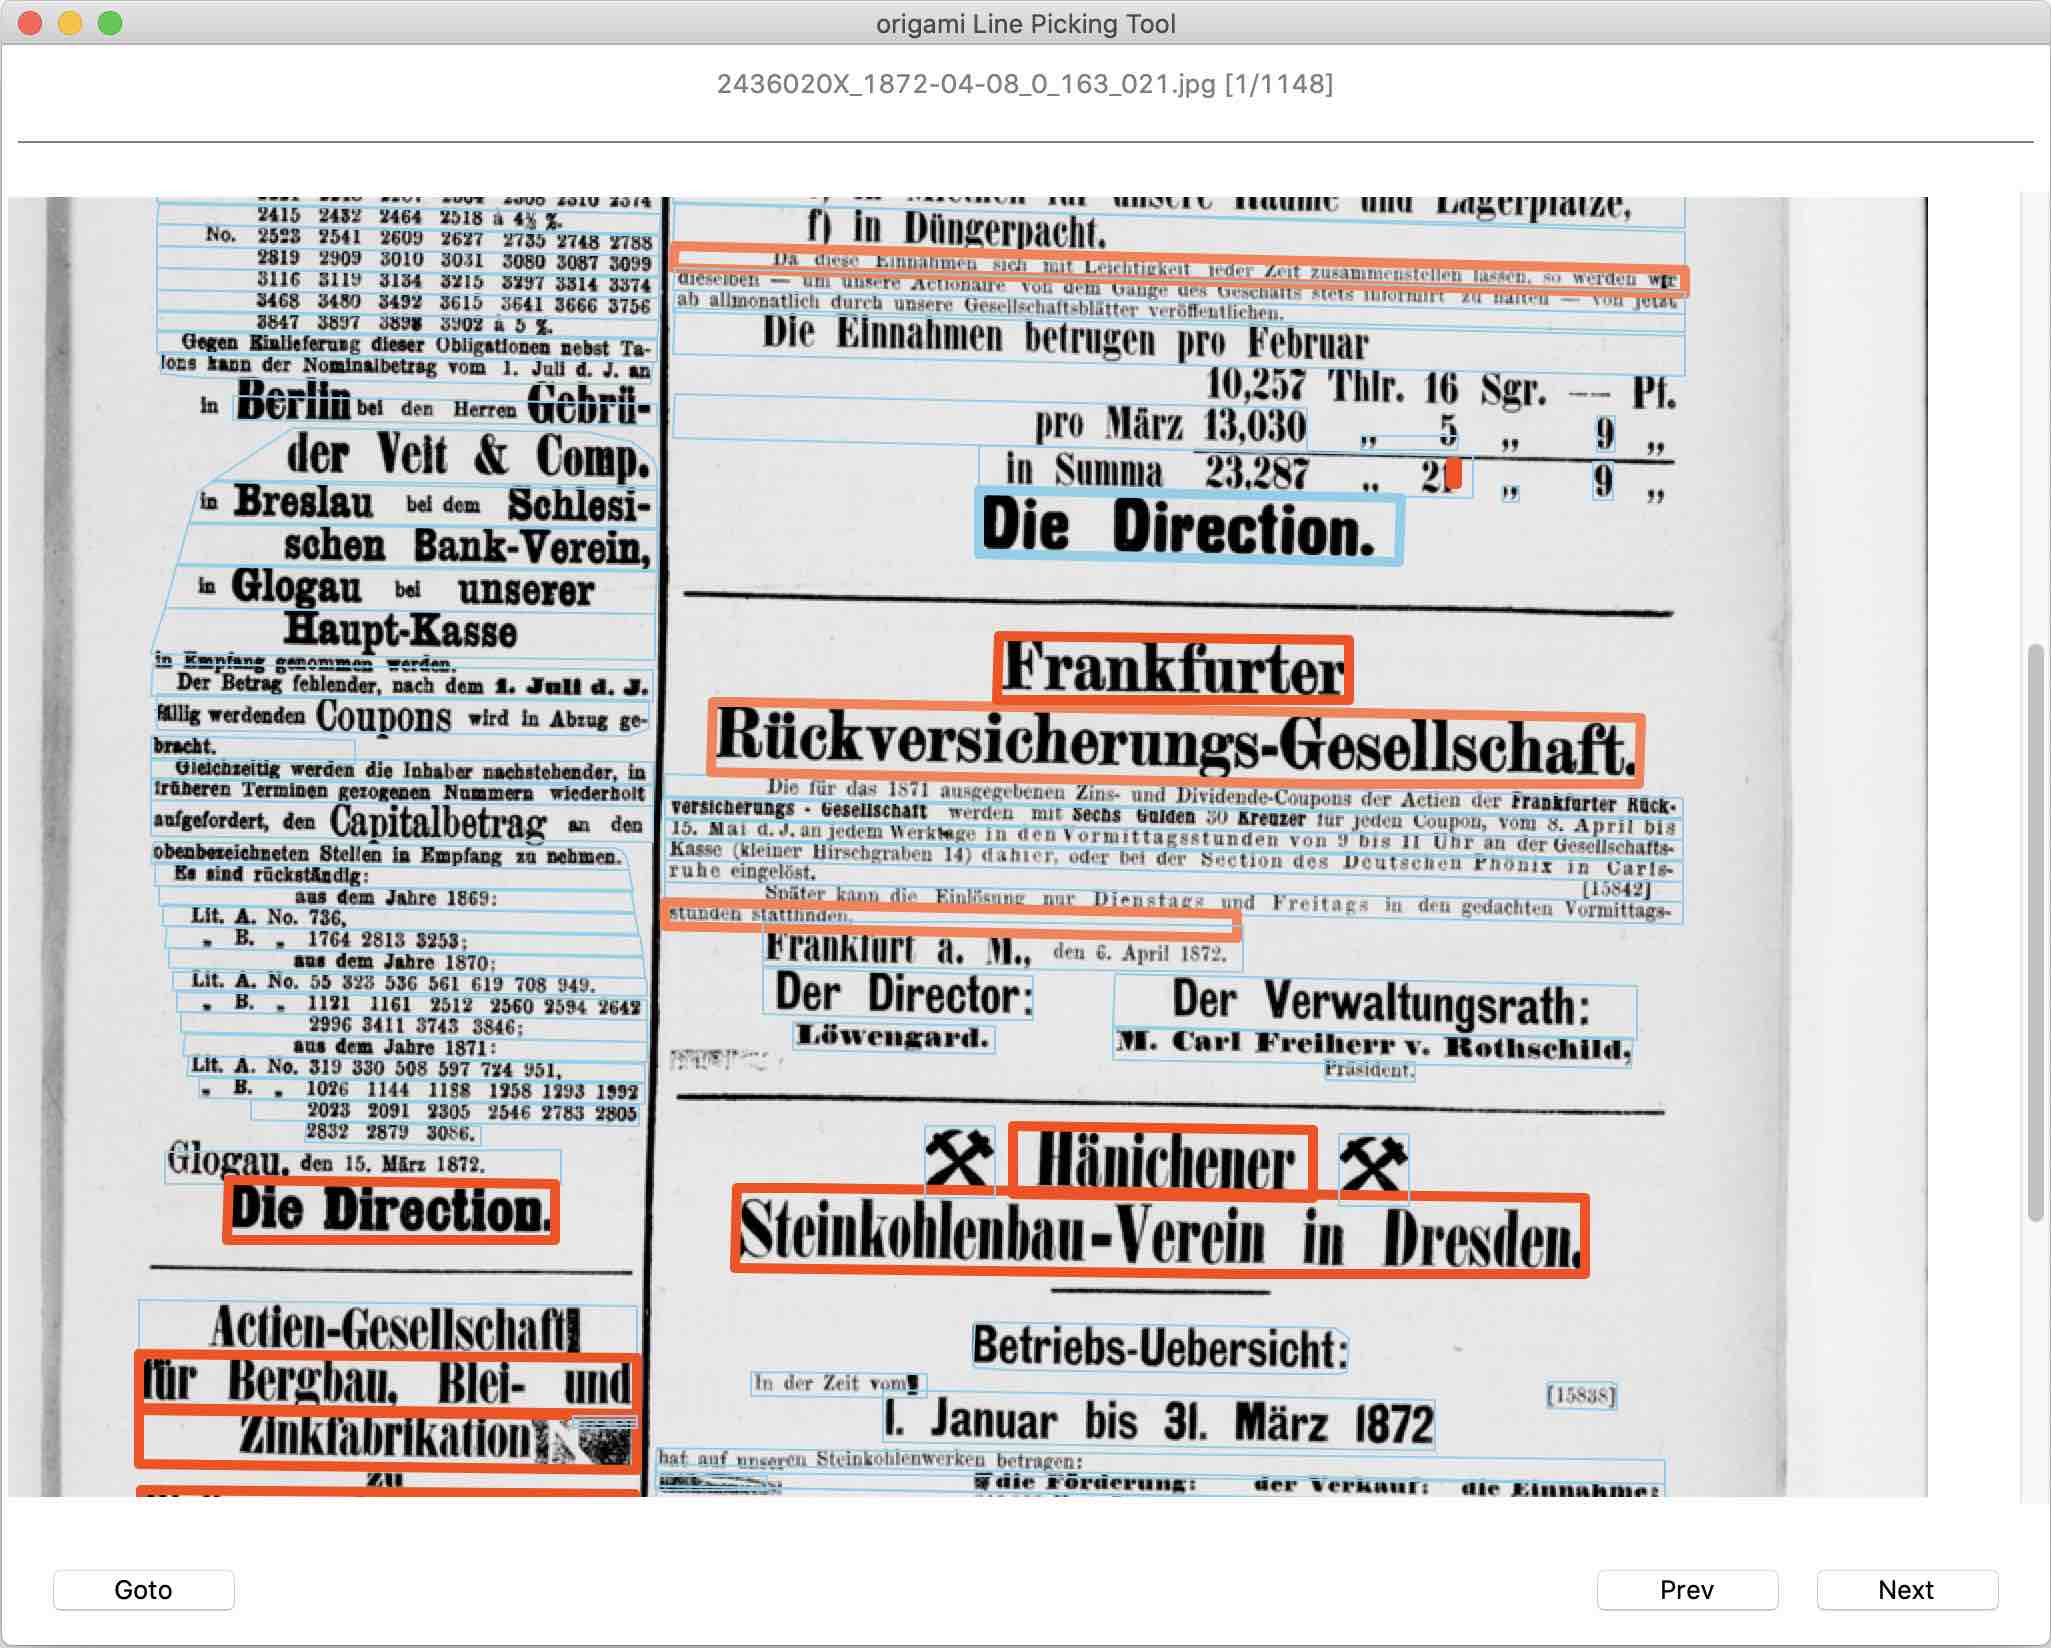 origami Line Picking Tool
2436020X_1872-04-08_0_163_021.jpg [1/1148]
2415 2432 2464 2518 à 4½ %.
No. 2523 2541 2609 2627 2735 2748 2788
2819 2909 3010 3031 3080 3087 3099
3116 3119 3134 3215 3297 3314 3374
3468 3480 3492 3615 3641 3666 3756
3847 3897 3898 3902 à 5 %.
Gegen Einlieferung dieser Obligationen nebst Ta-
lons kann der Nominalbetrag vom 1. Juli d. J. an
in Berlin bei den Herren Gebrü-
der Veit & Comp.
in Breslau bei dem Schlesi-
schen Bank-Verein,
in Glogau bei unserer
Haupt-Kasse
in Empfang genommen werden.
Der Betrag fehlender, nach dem 1. Juli d. J.
fällig werdenden Coupons wird in Abzug ge-
bracht.
Gleichzeitig werden die Inhaber nachstehender, in
früheren Terminen gezogenen Nummern wiederholt
aufgefordert, den Capitalbetrag an den
obenbezeichneten Stellen in Empfang zu nehmen.
Es sind rückständig:
aus dem Jahre 1869:
Lit. A. No. 736,
„ B. „ 1764 2813 3253;
aus dem Jahre 1870:
Lit. A. No. 55 323 536 561 619 708 949.
„ B. „ 1121 1161 2512 2560 2594 2642
2996 3411 3743 3846;
aus dem Jahre 1871:
Lit. A. No. 319 330 508 597 724 951,
„ B. „ 1026 1144 1188 1258 1293 1992
2023 2091 2305 2546 2783 2805
2832 2879 3086.
Glogau, den 15. März 1872.
Die Direction.
Actien-Gesellschaft
für Bergbau, Blei- und
Zinkfabrikation
zu
f) in Düngerpacht.
Da diese Einnahmen sich mit Leichtigkeit jeder Zeit zusammenstellen lassen, so werden wir
dieselben — um unsere Actionaire von dem Gange des Geschäfts stets informirt zu halten — von jetzt
ab allmonatlich durch unsere Gesellschaftsblätter veröffentlichen.
Die Einnahmen betrugen pro Februar
10,257 Thlr. 16 Sgr. — Pf.
pro März 13,030 „ 5 „ 9 „
in Summa 23,287 „ 21 „ 9 „
Die Direction.
Frankfurter
Rückversicherungs-Gesellschaft.
Die für das 1871 ausgegebenen Zins- und Dividende-Coupons der Actien der Frankfurter Rück-
versicherungs-Gesellschaft werden mit Sechs Gulden 30 Kreuzer für jeden Coupon, vom 8. April bis
15. Mai d. J. an jedem Werktage in den Vormittagsstunden von 9 bis 11 Uhr an der Gesellschafts-
Kasse (kleiner Hirschgraben 14) dahier, oder bei der Section des Deutschen Phönix in Carls-
ruhe eingelöst. [15842]
Später kann die Einlösung nur Dienstags und Freitags in den gedachten Vormittags-
stunden stattfinden.
Frankfurt a. M., den 6. April 1872.
Der Director:
Löwengard.
Der Verwaltungsrath:
M. Carl Freiherr v. Rothschild,
Präsident.
Hänichener
Steinkohlenbau-Verein in Dresden.
Betriebs-Uebersicht:
In der Zeit vom [15838]
1. Januar bis 31. März 1872
hat auf unseren Steinkohlenwerken betragen:
die Förderung: der Verkauf: die Einnahme:
Goto
Prev
Next